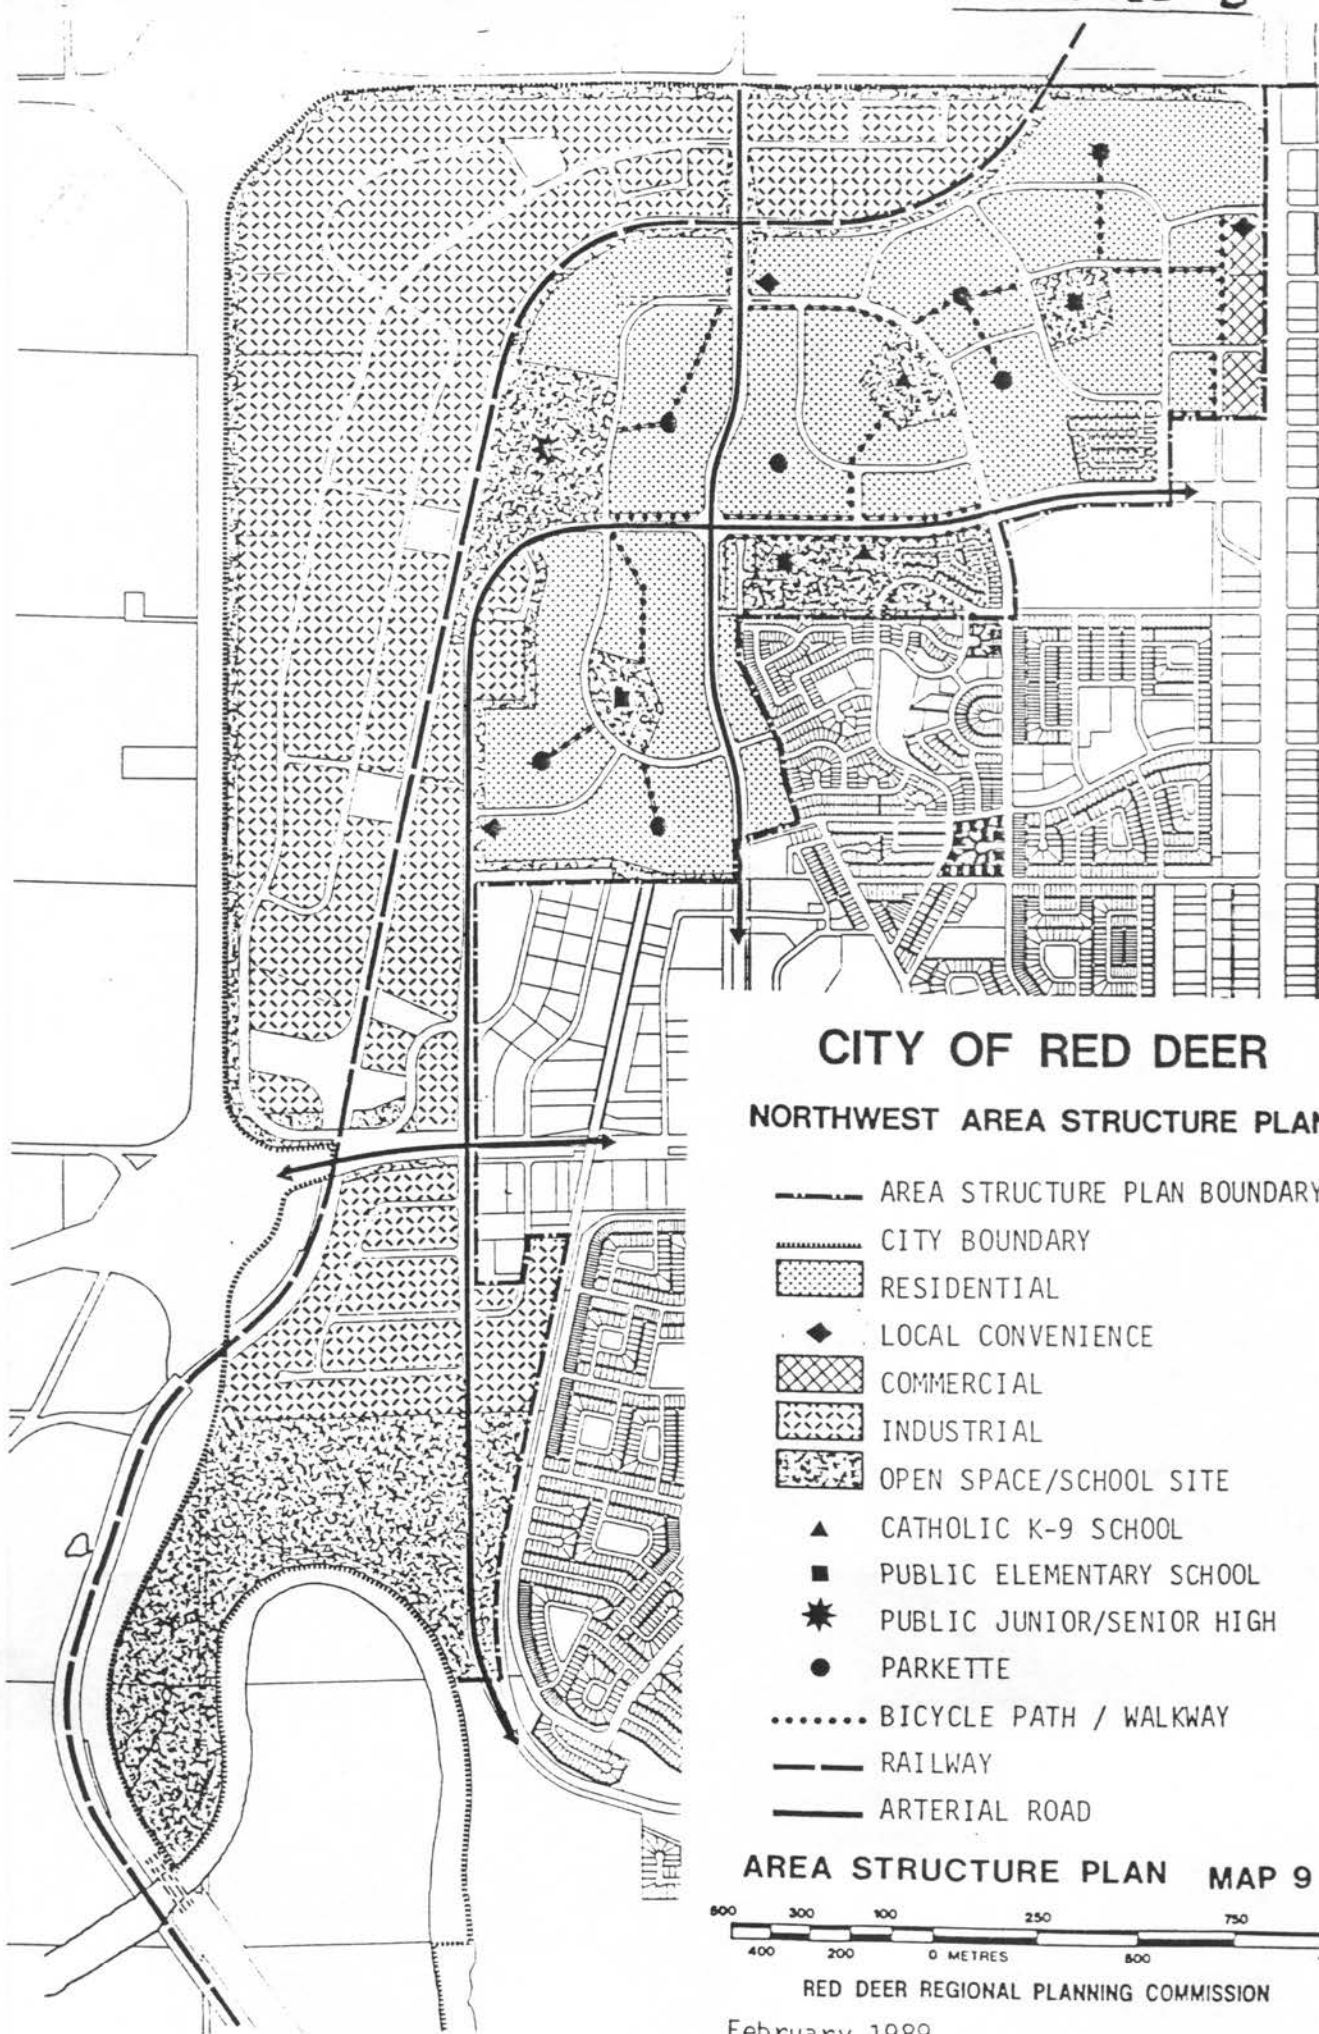 CITY OF RED DEER
NORTHWEST AREA STRUCTURE PLAN
AREA STRUCTURE PLAN BOUNDARY
CITY BOUNDARY
RESIDENTIAL
LOCAL CONVENIENCE
COMMERCIAL
INDUSTRIAL
OPEN SPACE/SCHOOL SITE
CATHOLIC K-9 SCHOOL
PUBLIC ELEMENTARY SCHOOL
PUBLIC JUNIOR/SENIOR HIGH
PARKETTE
BICYCLE PATH / WALKWAY
RAILWAY
ARTERIAL ROAD
AREA STRUCTURE PLAN MAP 9
500 300 100 250 750
400 200 0 METRES 500
RED DEER REGIONAL PLANNING COMMISSION
February 1989